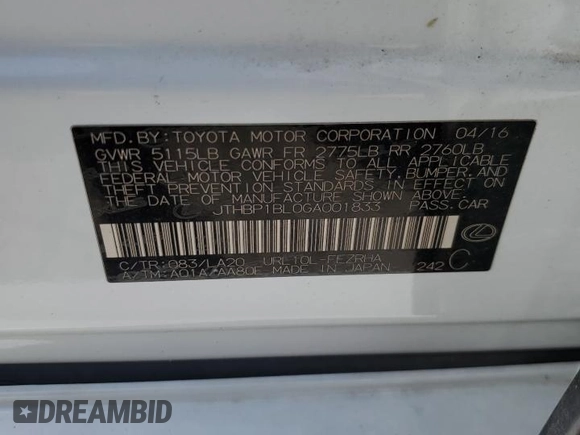 MFD. BY: TOYOTA MOTOR CORPORATION 04/16
GVWR 5115LB GAWR FR 2775LB RR 2760LB
THIS VEHICLE CONFORMS TO ALL APPLICABLE
FEDERAL MOTOR VEHICLE SAFETY, BUMPER, AND
THEFT PREVENTION STANDARDS IN EFFECT ON
THE DATE OF MANUFACTURE SHOWN ABOVE.
JTHBP1BL0GA001833 PASS. CAR
C/TR: 083/LA20 URL10L-FEZRHA
A/TM: A01A/AA80E MADE IN JAPAN 242 C
DREAMBID